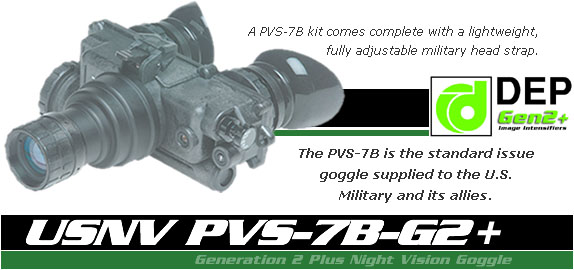 A PVS-7B kit comes complete with a lightweight,
fully adjustable military head strap.
DEP
Gen2+
Image Intensifiers
The PVS-7B is the standard issue
goggle supplied to the U.S.
Military and its allies.
USNV PVS-7B-G2+
Generation 2 Plus Night Vision Goggle